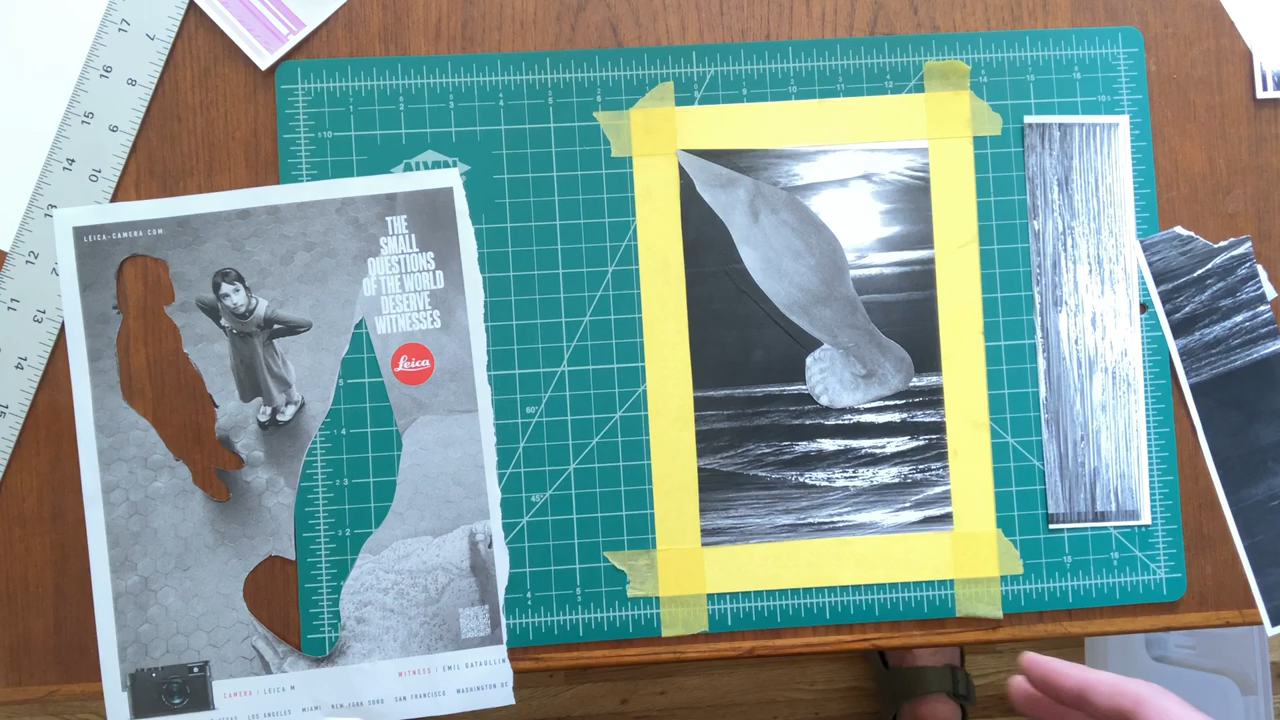 LEICA-CAMERA.COM
THE
SMALL
QUESTIONS
OF THE WORLD
DESERVE
WITNESSES
Leica
WITNESS | EMIL GATAULLIN
CAMERA | LEICA M
LOS ANGELES MIAMI NEW YORK SOHO SAN FRANCISCO WASHINGTON DC